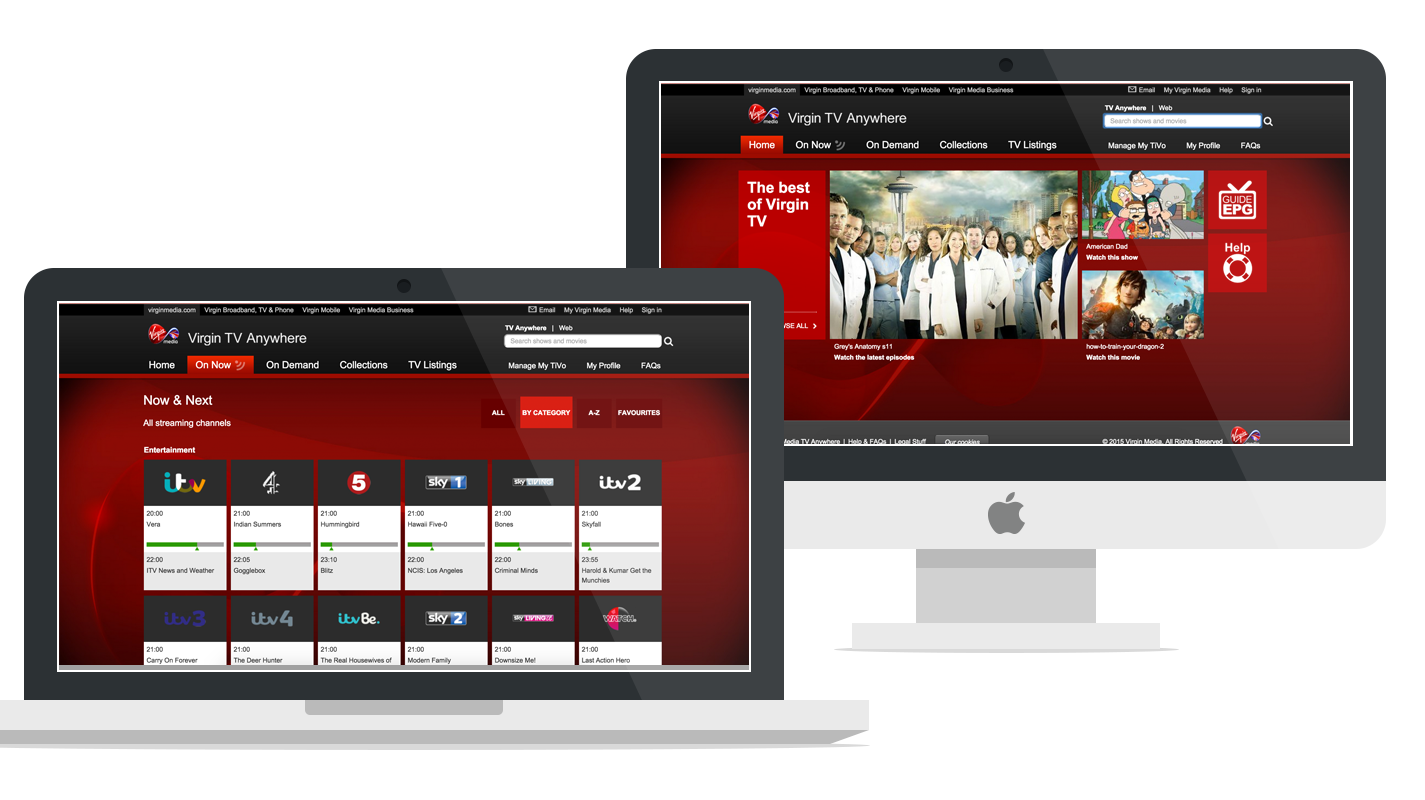 virginmedia.com Virgin Broadband, TV & Phone Virgin Mobile Virgin Media Business Email My Virgin Media Help Sign in
TV Anywhere | Web
Virgin media Virgin TV Anywhere
Search shows and movies
Home On Now On Demand Collections TV Listings Manage My TiVo My Profile FAQs
The best
of Virgin
TV
GUIDE
EPG
American Dad
Watch this show
Help
WSE ALL
Grey's Anatomy s11
Watch the latest episodes
how-to-train-your-dragon-2
Watch this movie
Media TV Anywhere | Help & FAQs | Legal Stuff Our cookies © 2015 Virgin Media. All Rights Reserved
virginmedia.com Virgin Broadband, TV & Phone Virgin Mobile Virgin Media Business Email My Virgin Media Help Sign in
TV Anywhere | Web
Virgin media Virgin TV Anywhere
Search shows and movies
Home On Now On Demand Collections TV Listings Manage My TiVo My Profile FAQs
Now & Next
ALL BY CATEGORY A-Z FAVOURITES
All streaming channels
Entertainment
itv 4 5 sky 1 sky LIVING itv2
20:00 21:00 21:00 21:00 21:00 21:00
Vera Indian Summers Hummingbird Hawaii Five-0 Bones Skyfall
22:00 22:05 23:10 22:00 22:00 23:55
ITV News and Weather Gogglebox Blitz NCIS: Los Angeles Criminal Minds Harold & Kumar Get the
Munchies
itv3 itv4 itvBe. sky 2 sky LIVING it WATCH.
21:00 21:00 21:00 21:00 21:00 21:00
Carry On Forever The Deer Hunter The Real Housewives of Modern Family Downsize Me! Last Action Hero